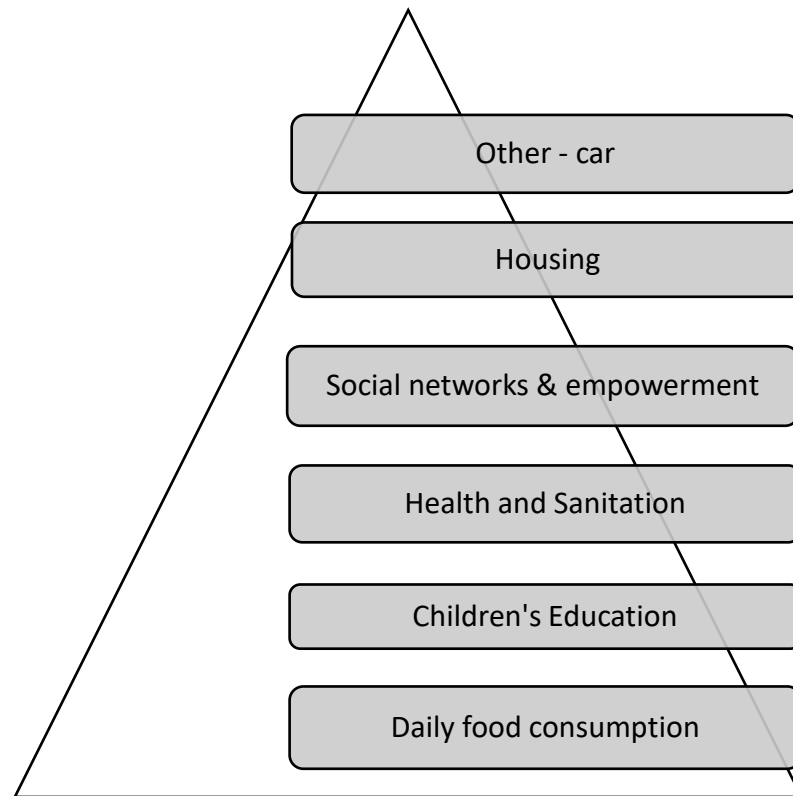 Other - car
Housing
Social networks & empowerment
Health and Sanitation
Children's Education
Daily food consumption